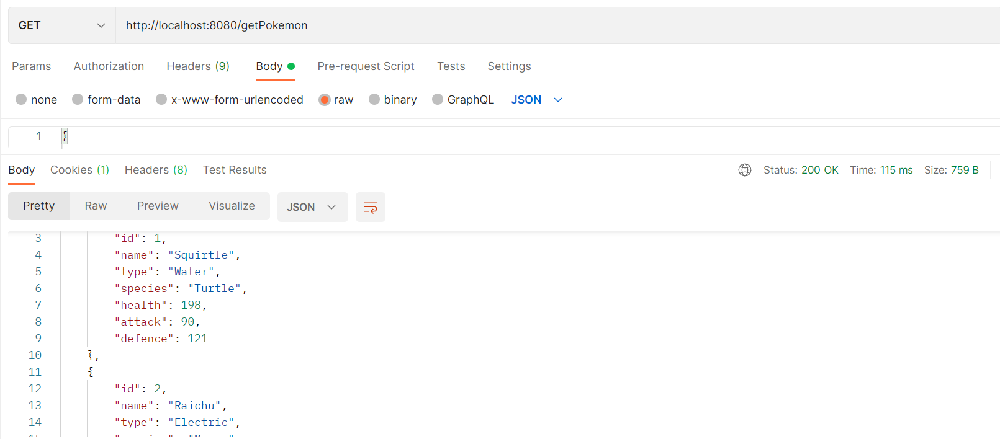 GET http://localhost:8080/getPokemon
Params Authorization Headers (9) Body Pre-request Script Tests Settings
none form-data x-www-form-urlencoded raw binary GraphQL JSON
1 {
Body Cookies (1) Headers (8) Test Results Status: 200 OK Time: 115 ms Size: 759 B
Pretty Raw Preview Visualize JSON
3 "id": 1,
4 "name": "Squirtle",
5 "type": "Water",
6 "species": "Turtle",
7 "health": 198,
8 "attack": 90,
9 "defence": 121
10 },
11 {
12 "id": 2,
13 "name": "Raichu",
14 "type": "Electric",